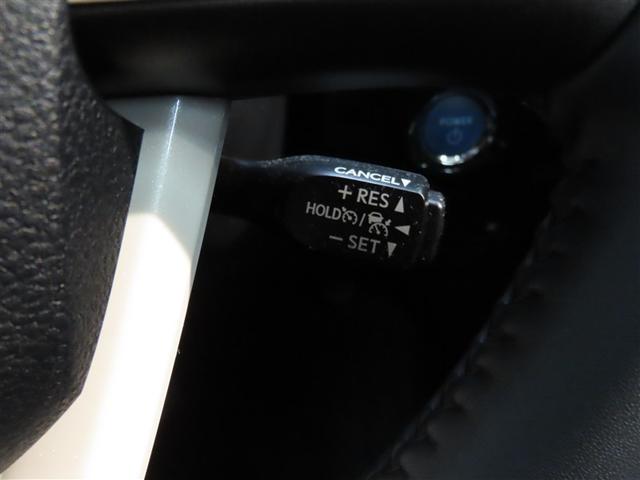 POWER
CANCEL▼
+ RES ▲
HOLD / ◀
− SET ▼